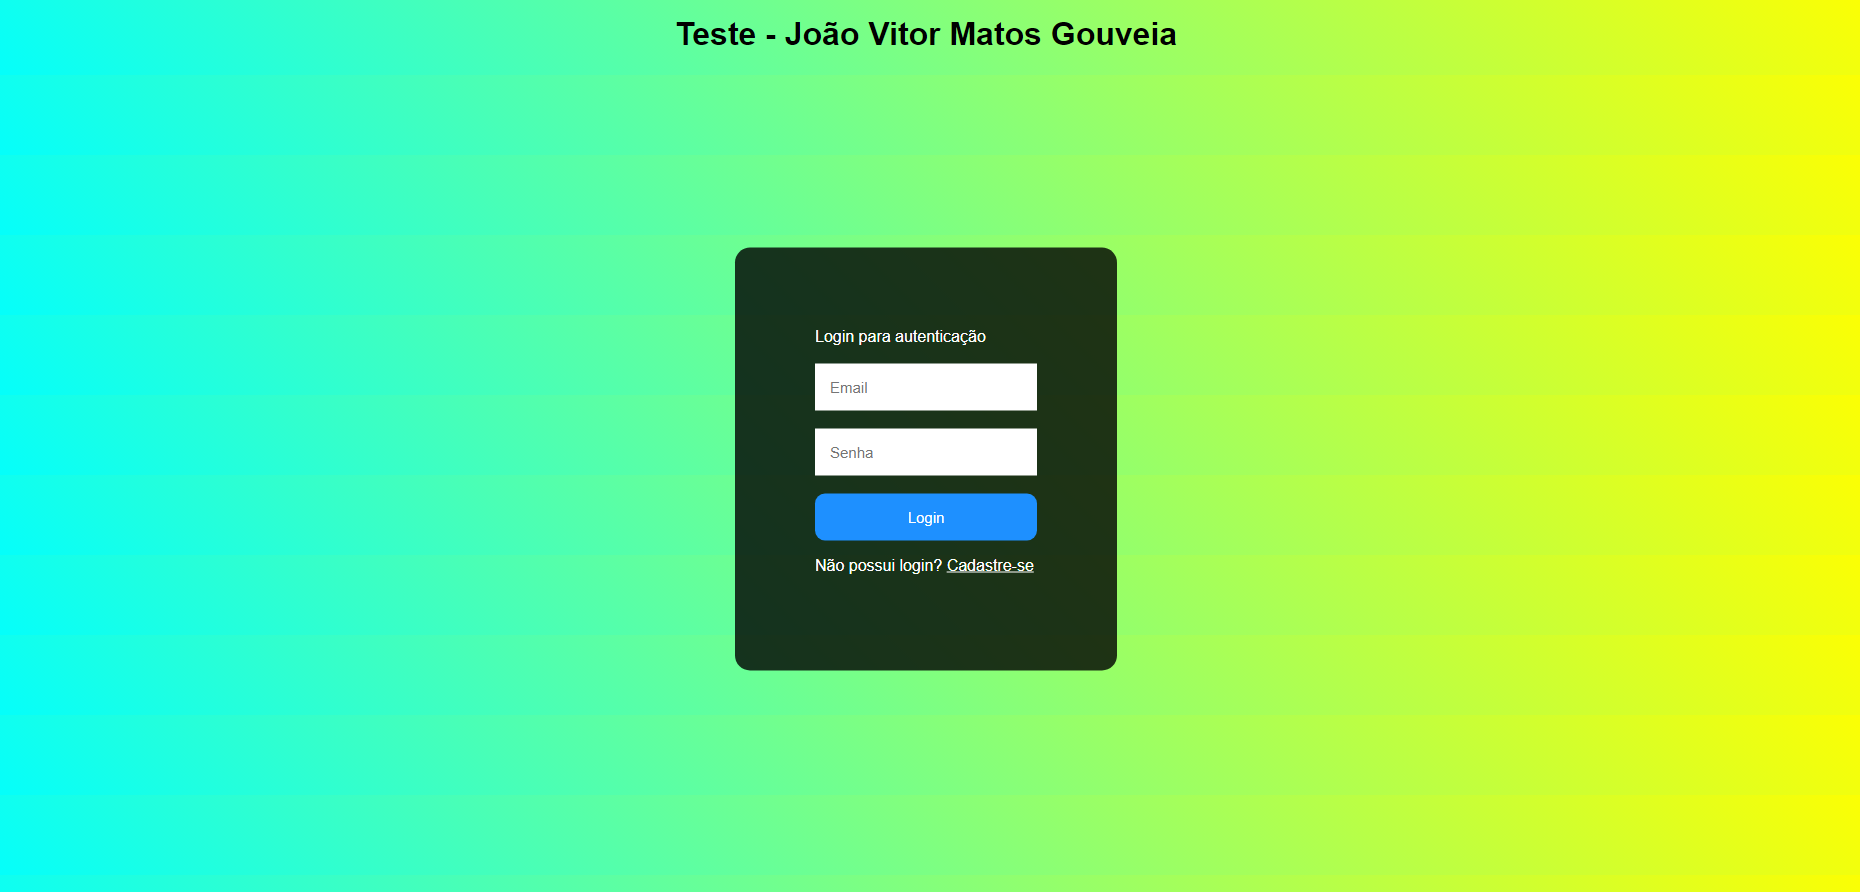 Teste - João Vitor Matos Gouveia
Login para autenticação
Email
Senha
Login
Não possui login? Cadastre-se